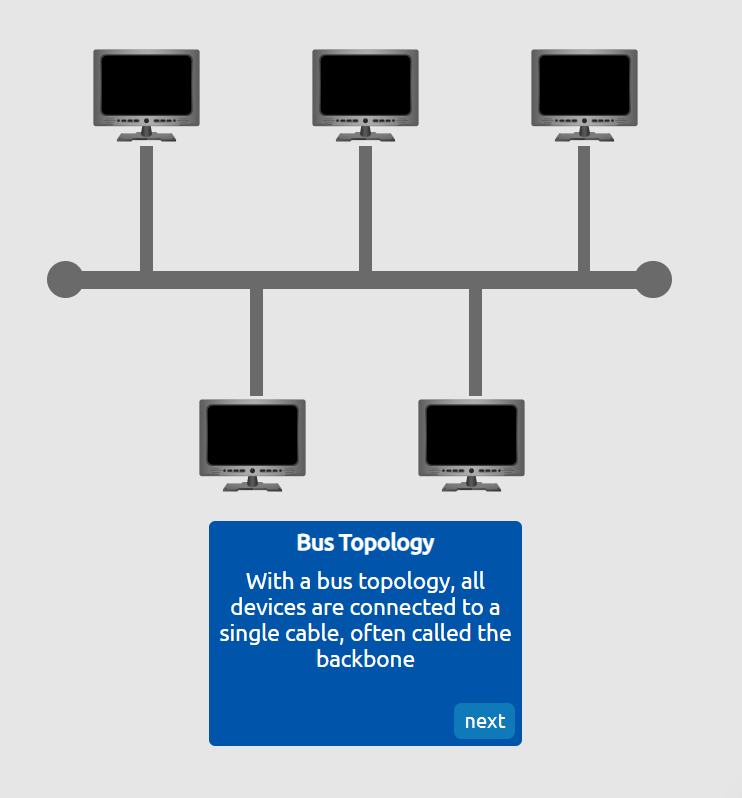 Bus Topology
With a bus topology, all
devices are connected to a
single cable, often called the
backbone
next